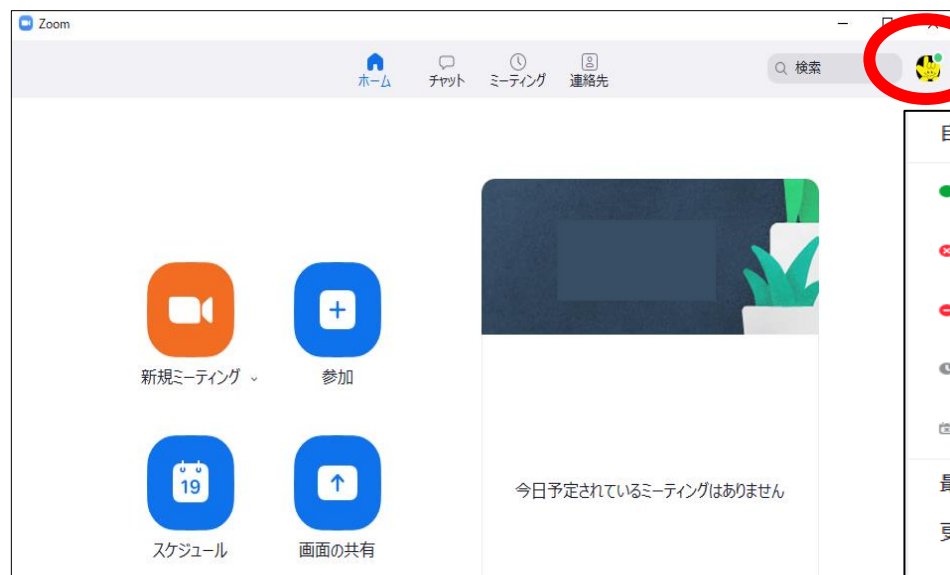 Zoom
ホーム
チャット
ミーティング
連絡先
検索
新規ミーティング
参加
19
スケジュール
画面の共有
今日予定されているミーティングはありません